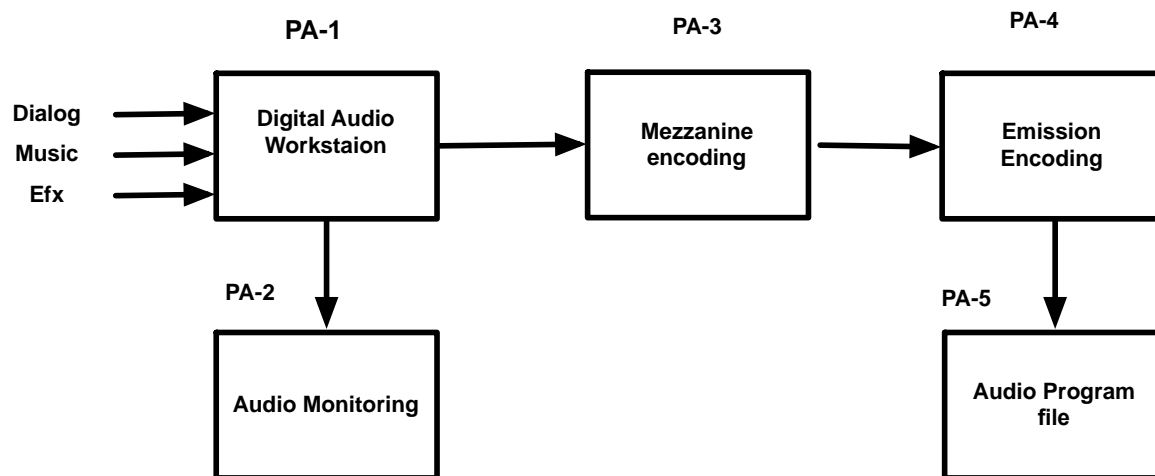 PA-1
PA-3
PA-4
Dialog
Music
Efx
Digital Audio
Workstaion
Mezzanine
encoding
Emission
Encoding
PA-2
PA-5
Audio Monitoring
Audio Program
file